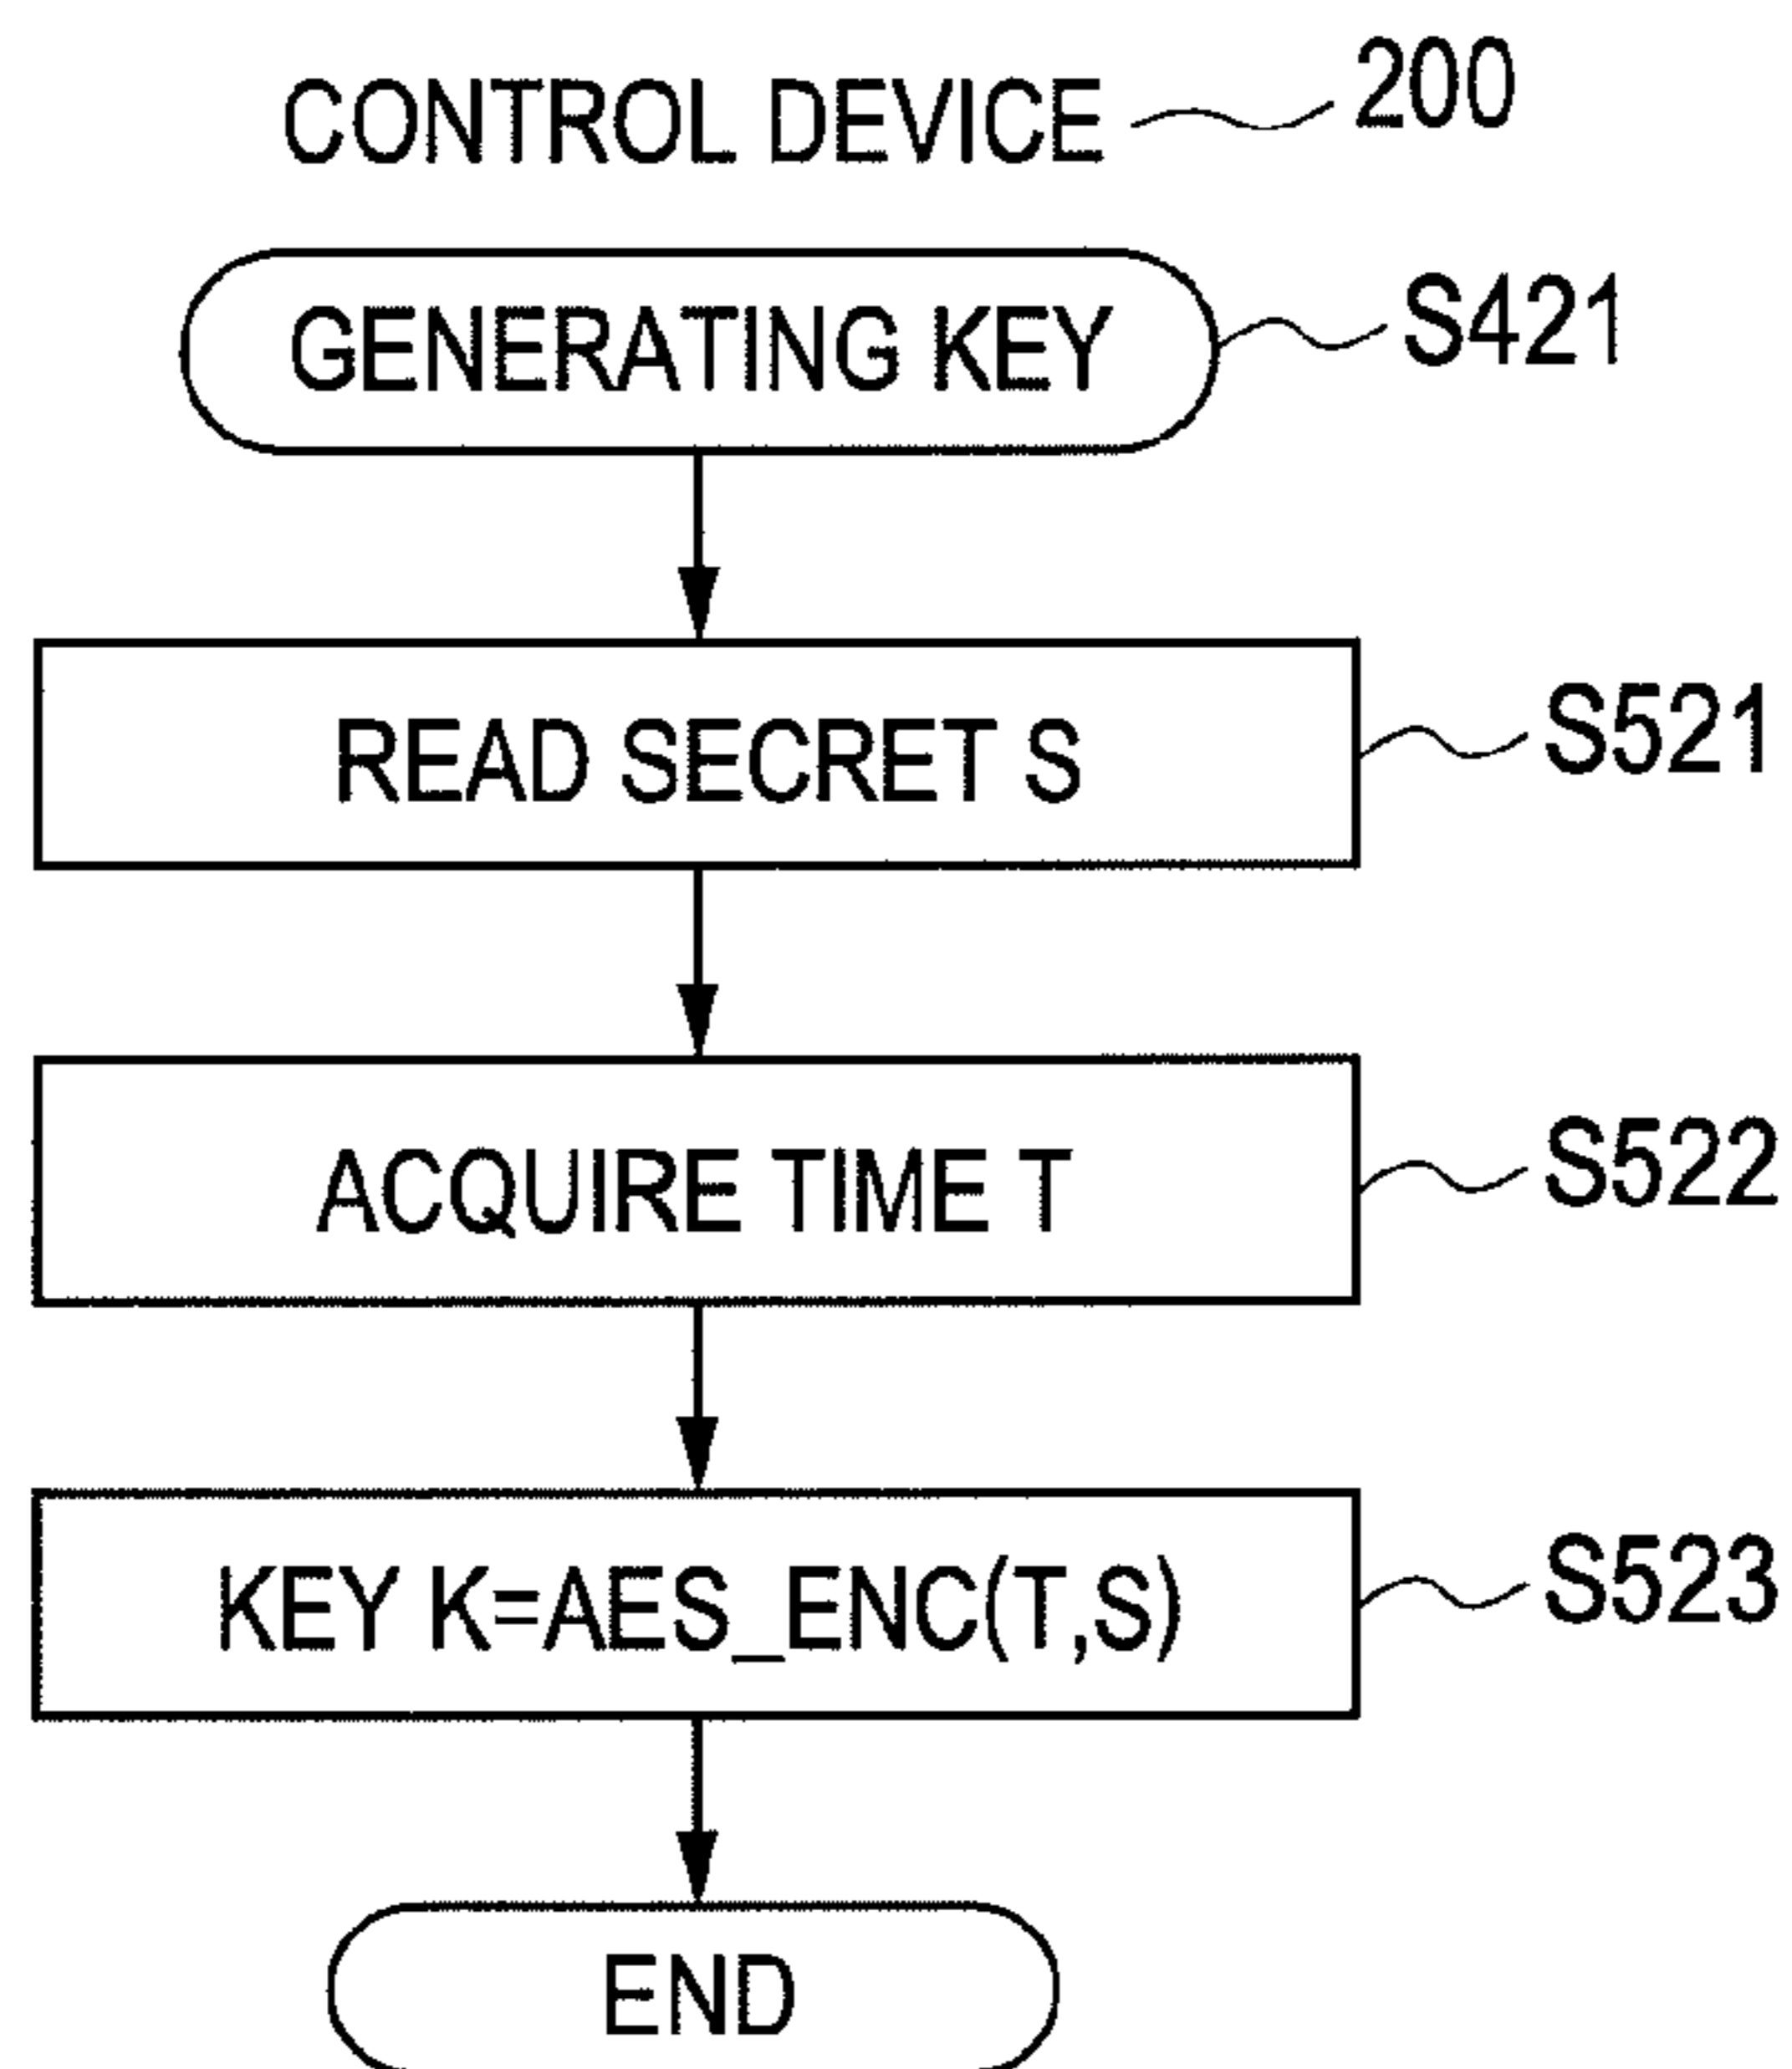 CONTROL DEVICE 200
GENERATING KEY S421
READ SECRET S S521
ACQUIRE TIME T S522
KEY K=AES_ENC(T,S) S523
END